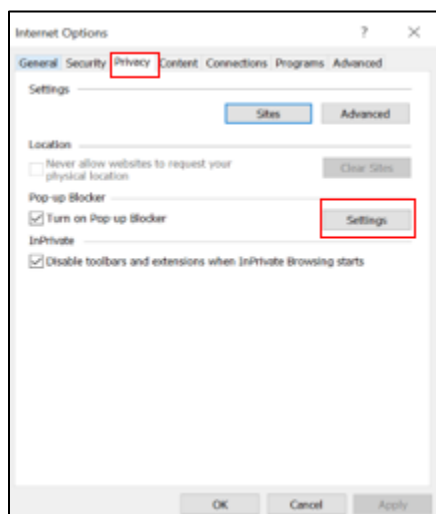 Internet Options ? ×
General Security Privacy Content Connections Programs Advanced
Settings
Sites Advanced
Location
Never allow websites to request your
physical location
Clear Sites
Pop-up Blocker
Turn on Pop-up Blocker Settings
InPrivate
Disable toolbars and extensions when InPrivate Browsing starts
OK Cancel Apply